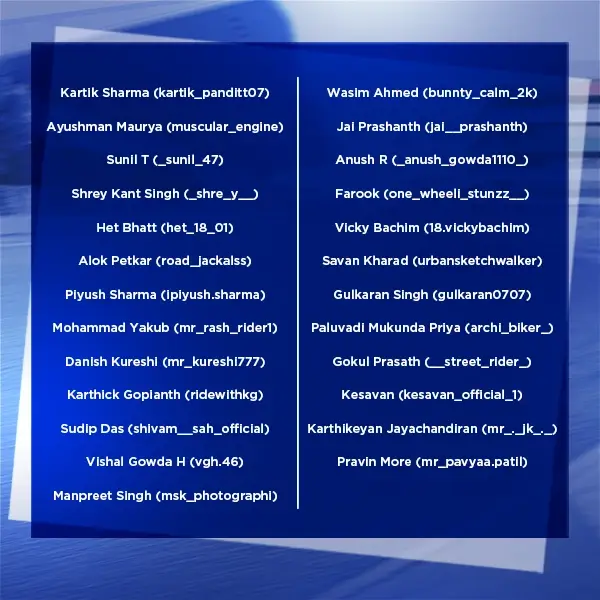 Kartik Sharma (kartik_panditt07)
Ayushman Maurya (muscular_engine)
Sunil T (_sunil_47)
Shrey Kant Singh (_shre_y__)
Het Bhatt (het_18_01)
Alok Petkar (road_jackalss)
Piyush Sharma (ipiyush.sharma)
Mohammad Yakub (mr_rash_rider1)
Danish Kureshi (mr_kureshi777)
Karthick Gopianth (ridewithkg)
Sudip Das (shivam__sah_official)
Vishal Gowda H (vgh.46)
Manpreet Singh (msk_photographi)
Wasim Ahmed (bunnty_calm_2k)
Jai Prashanth (jai__prashanth)
Anush R (_anush_gowda1110_)
Farook (one_wheeli_stunzz__)
Vicky Bachim (18.vickybachim)
Savan Kharad (urbansketchwalker)
Gulkaran Singh (gulkaran0707)
Paluvadi Mukunda Priya (archi_biker_)
Gokul Prasath (__street_rider_)
Kesavan (kesavan_official_1)
Karthikeyan Jayachandiran (mr_._jk_._)
Pravin More (mr_pavyaa.patil)